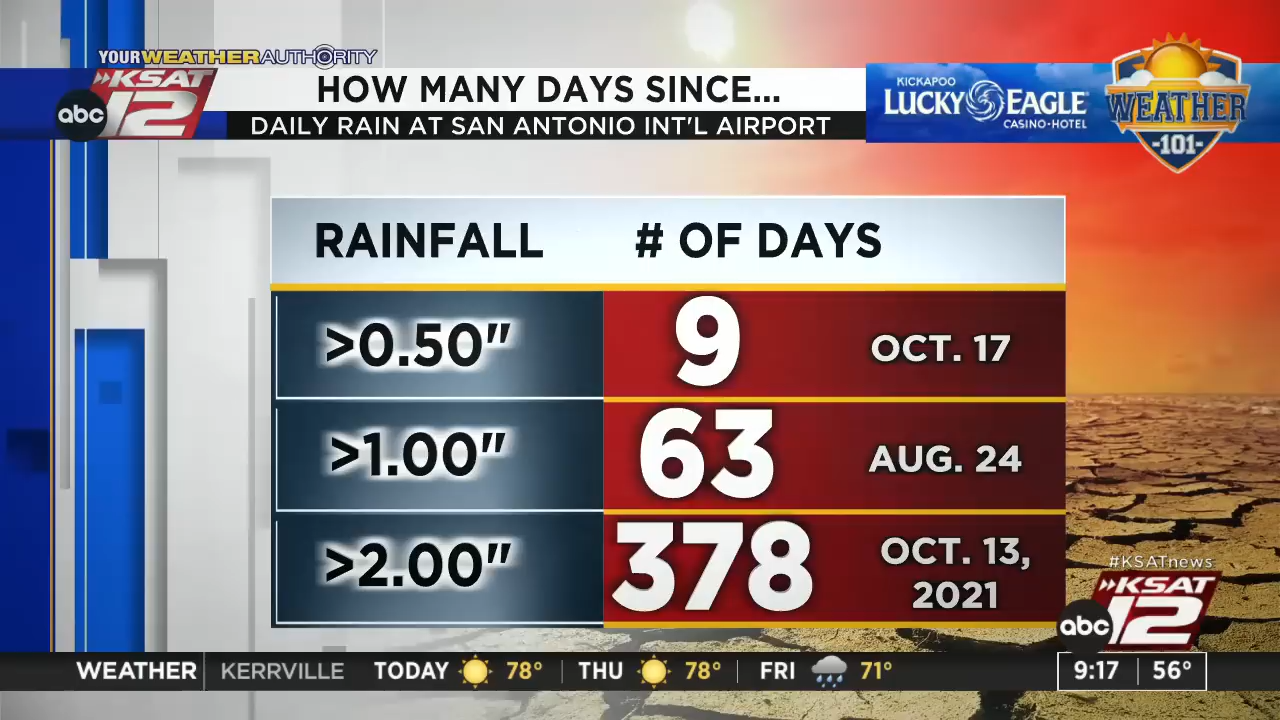 YOUR WEATHER AUTHORITY
KSAT
abc 12
HOW MANY DAYS SINCE...
DAILY RAIN AT SAN ANTONIO INT'L AIRPORT
KICKAPOO
LUCKY EAGLE
CASINO•HOTEL
WEATHER
-101-
RAINFALL # OF DAYS
>0.50" 9 OCT. 17
>1.00" 63 AUG. 24
>2.00" 378 OCT. 13,
2021
#KSATnews
KSAT
abc 12
WEATHER KERRVILLE TODAY 78° THU 78° FRI 71° 9:17 56°